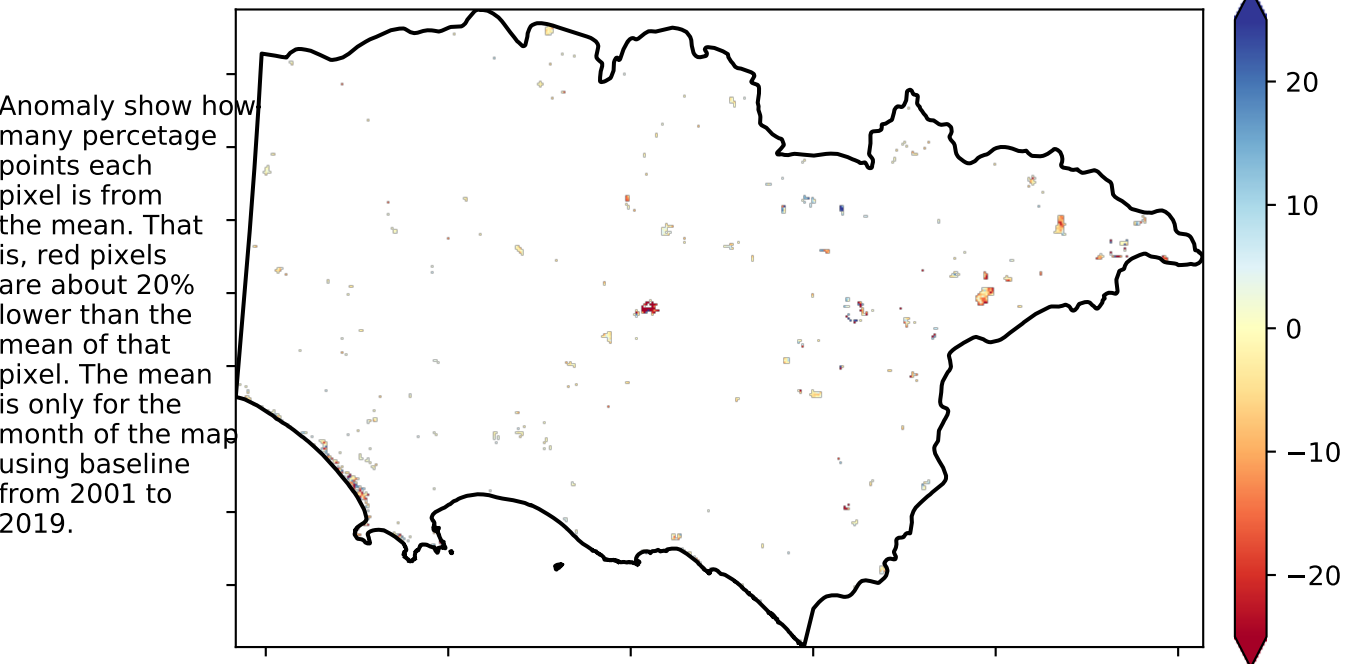 Anomaly show how
many percetage
points each
pixel is from
the mean. That
is, red pixels
are about 20%
lower than the
mean of that
pixel. The mean
is only for the
month of the map
using baseline
from 2001 to
2019.
20
10
0
−10
−20